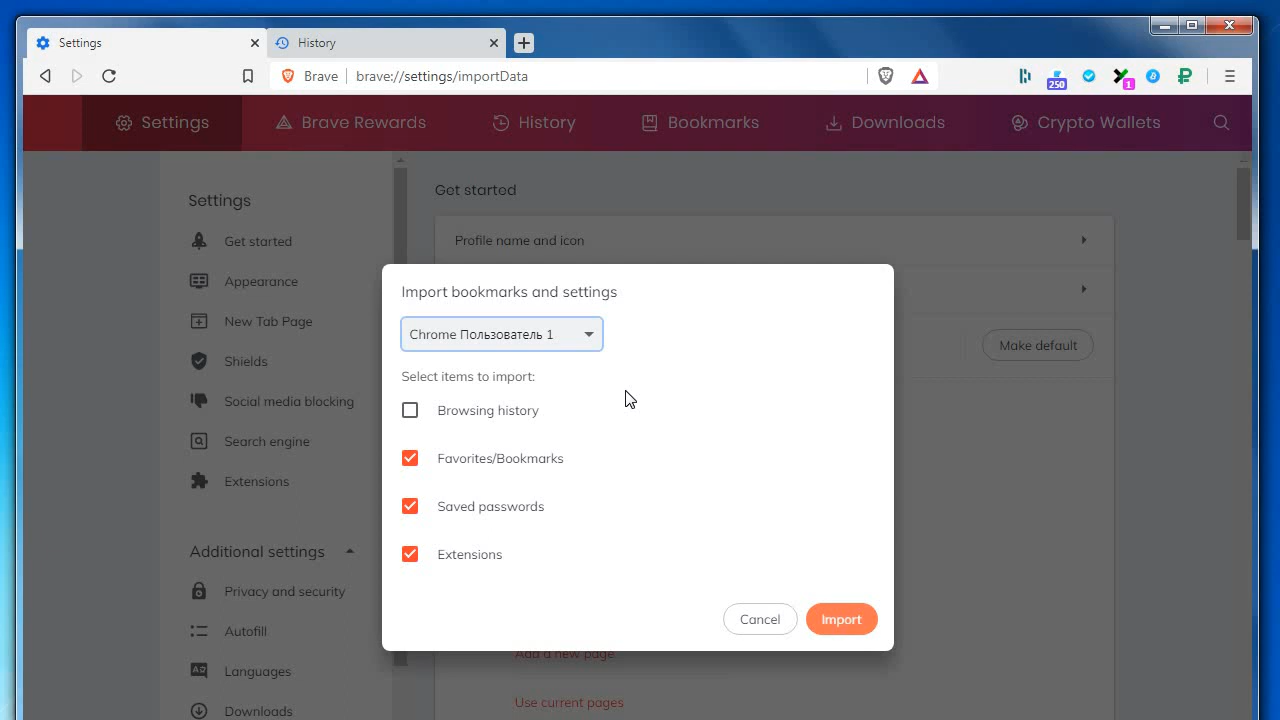 Settings
History
Brave
brave://settings/importData
250
1
Settings
Brave Rewards
History
Bookmarks
Downloads
Crypto Wallets
Settings
Get started
Appearance
New Tab Page
Shields
Social media blocking
Search engine
Extensions
Additional settings
Privacy and security
Autofill
Languages
Downloads
Get started
Profile name and icon
Make default
Import bookmarks and settings
Chrome Пользователь 1
Select items to import:
Browsing history
Favorites/Bookmarks
Saved passwords
Extensions
Cancel
Import
Add a new page
Use current pages